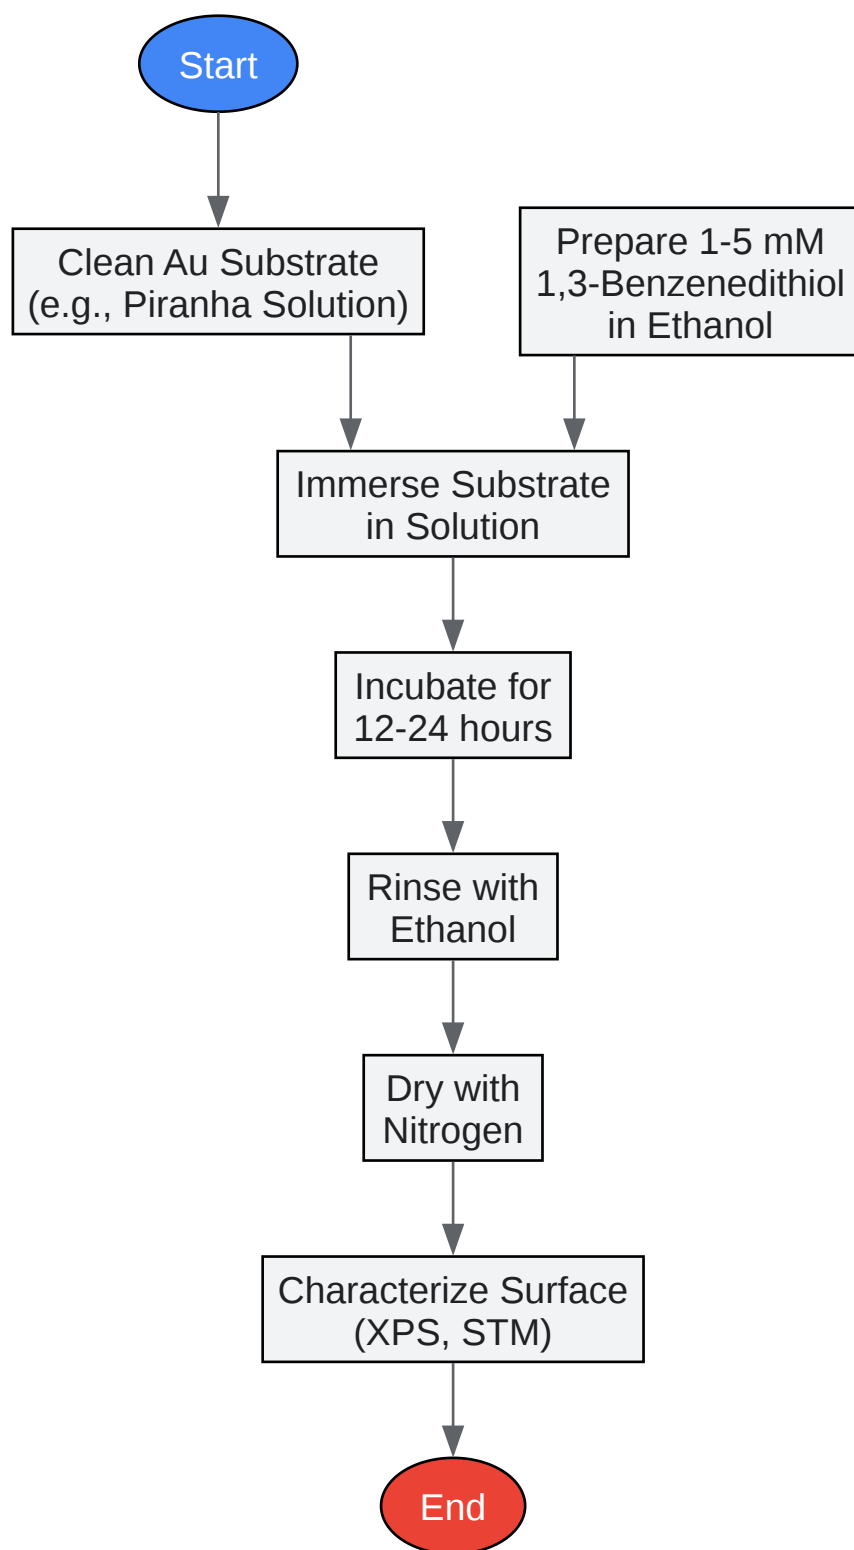 Start
Clean Au Substrate
(e.g., Piranha Solution)
Prepare 1-5 mM
1,3-Benzenedithiol
in Ethanol
Immerse Substrate
in Solution
Incubate for
12-24 hours
Rinse with
Ethanol
Dry with
Nitrogen
Characterize Surface
(XPS, STM)
End